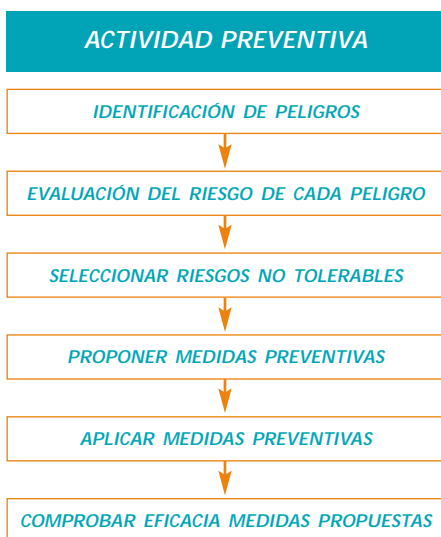 ACTIVIDAD PREVENTIVA
IDENTIFICACIÓN DE PELIGROS
EVALUACIÓN DEL RIESGO DE CADA PELIGRO
SELECCIONAR RIESGOS NO TOLERABLES
PROPONER MEDIDAS PREVENTIVAS
APLICAR MEDIDAS PREVENTIVAS
COMPROBAR EFICACIA MEDIDAS PROPUESTAS